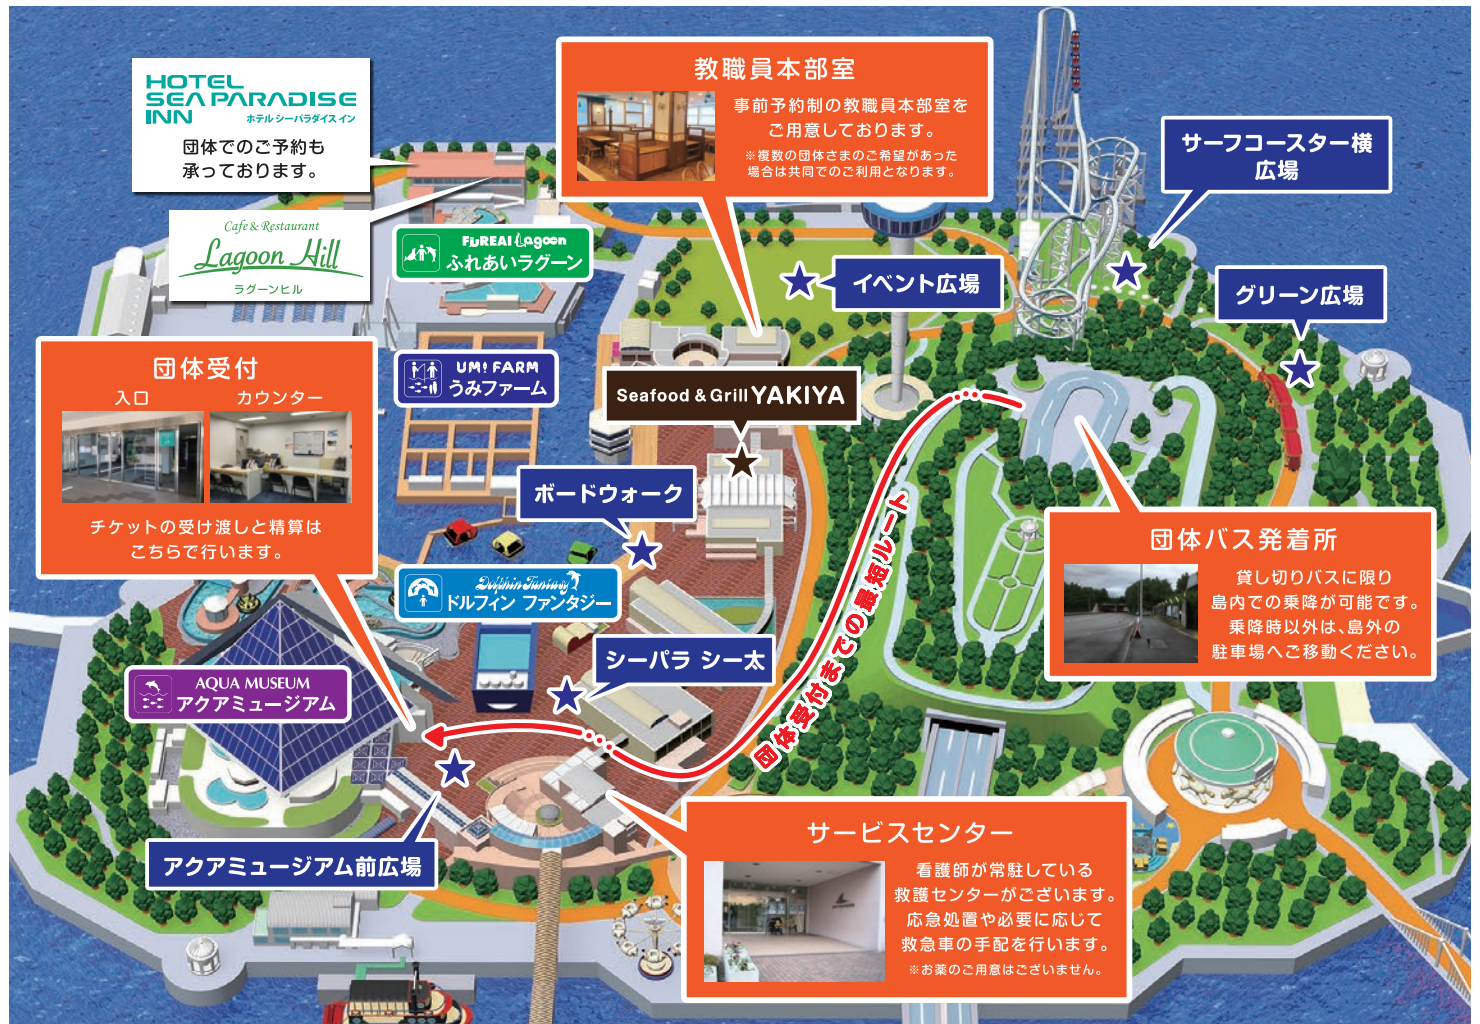 HOTEL
SEA PARADISE
INN ホテル シーパラダイス イン
団体でのご予約も
承っております。
Cafe & Restaurant
Lagoon Hill
ラグーンヒル
教職員本部室
事前予約制の教職員本部室を
ご用意しております。
※複数の団体さまのご希望があった
場合は共同でのご利用となります。
サーフコースター横
広場
FUREAI Lagoon
ふれあいラグーン
イベント広場
グリーン広場
団体受付
入口 カウンター
チケットの受け渡しと精算は
こちらで行います。
UMI FARM
うみファーム
Seafood & Grill YAKIYA
ボードウォーク
団体受付までの最短ルート
団体バス発着所
貸し切りバスに限り
島内での乗降が可能です。
乗降時以外は、島外の
駐車場へご移動ください。
Dolphin Fantasy
ドルフィン ファンタジー
シーパラ シー太
AQUA MUSEUM
アクアミュージアム
アクアミュージアム前広場
サービスセンター
看護師が常駐している
救護センターがございます。
応急処置や必要に応じて
救急車の手配を行います。
※お薬のご用意はございません。